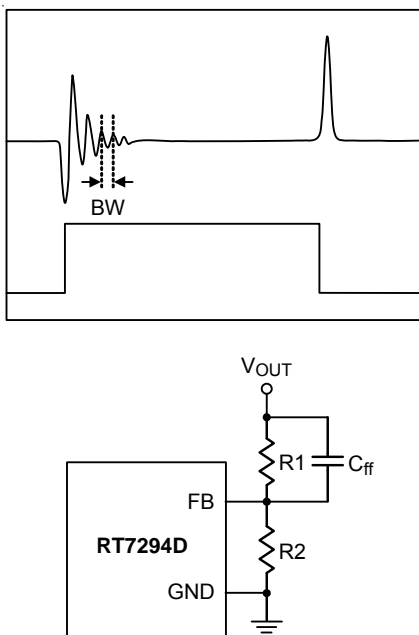 BW
VOUT
R1
Cff
FB
RT7294D
R2
GND